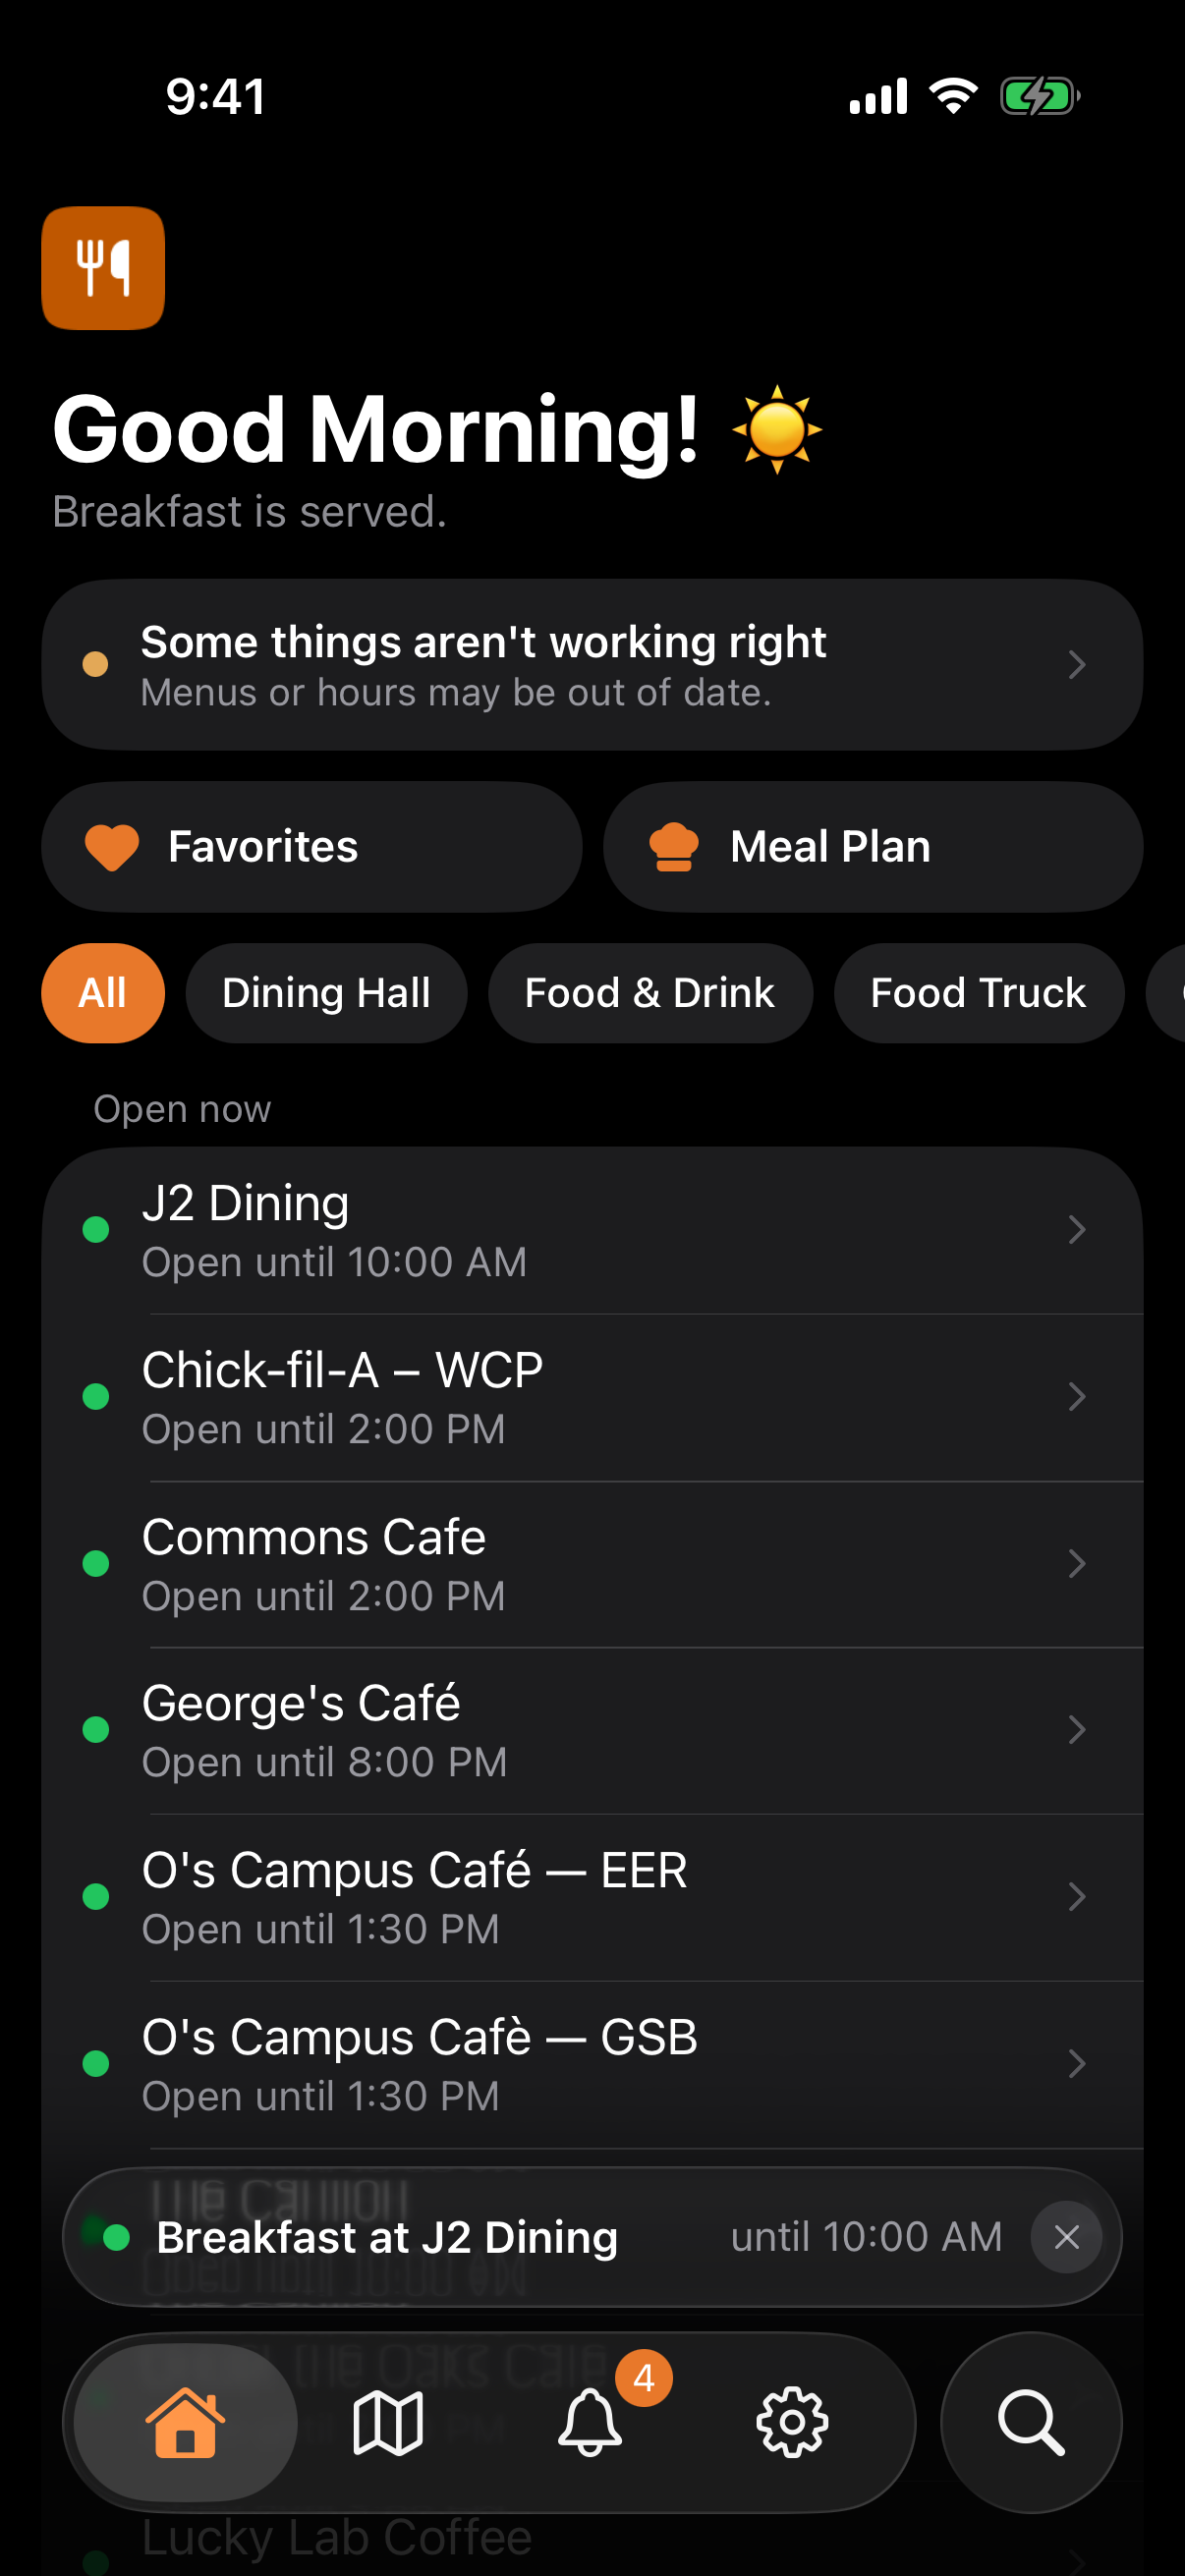 9:41
Good Morning! ☀️
Breakfast is served.
Some things aren't working right
Menus or hours may be out of date.
Favorites
Meal Plan
All
Dining Hall
Food & Drink
Food Truck
Open now
J2 Dining
Open until 10:00 AM
Chick-fil-A – WCP
Open until 2:00 PM
Commons Cafe
Open until 2:00 PM
George's Café
Open until 8:00 PM
O's Campus Café — EER
Open until 1:30 PM
O's Campus Cafè — GSB
Open until 1:30 PM
Breakfast at J2 Dining
until 10:00 AM
4
Lucky Lab Coffee